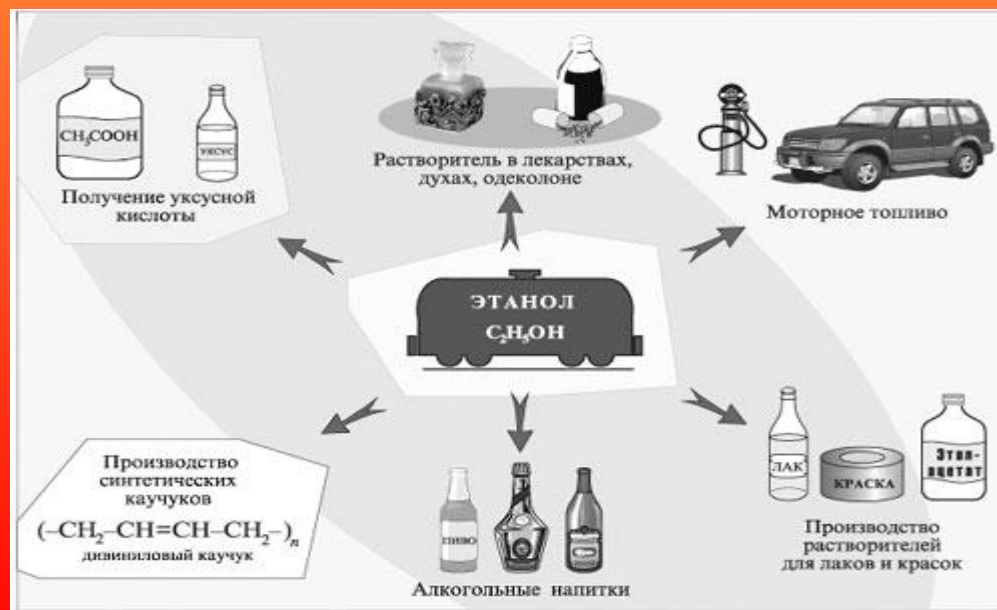 CH₃COOH
УКСУС
Получение уксусной
кислоты
Растворитель в лекарствах,
духах, одеколоне
Моторное топливо
ЭТАНОЛ
C₂H₅OH
Производство
синтетических
каучуков
(–CH₂–CH=CH–CH₂–)ₙ
дивиниловый каучук
ПИВО
Алкогольные напитки
ЛАК
КРАСКА
Этил-
ацетат
Производство
растворителей
для лаков и красок